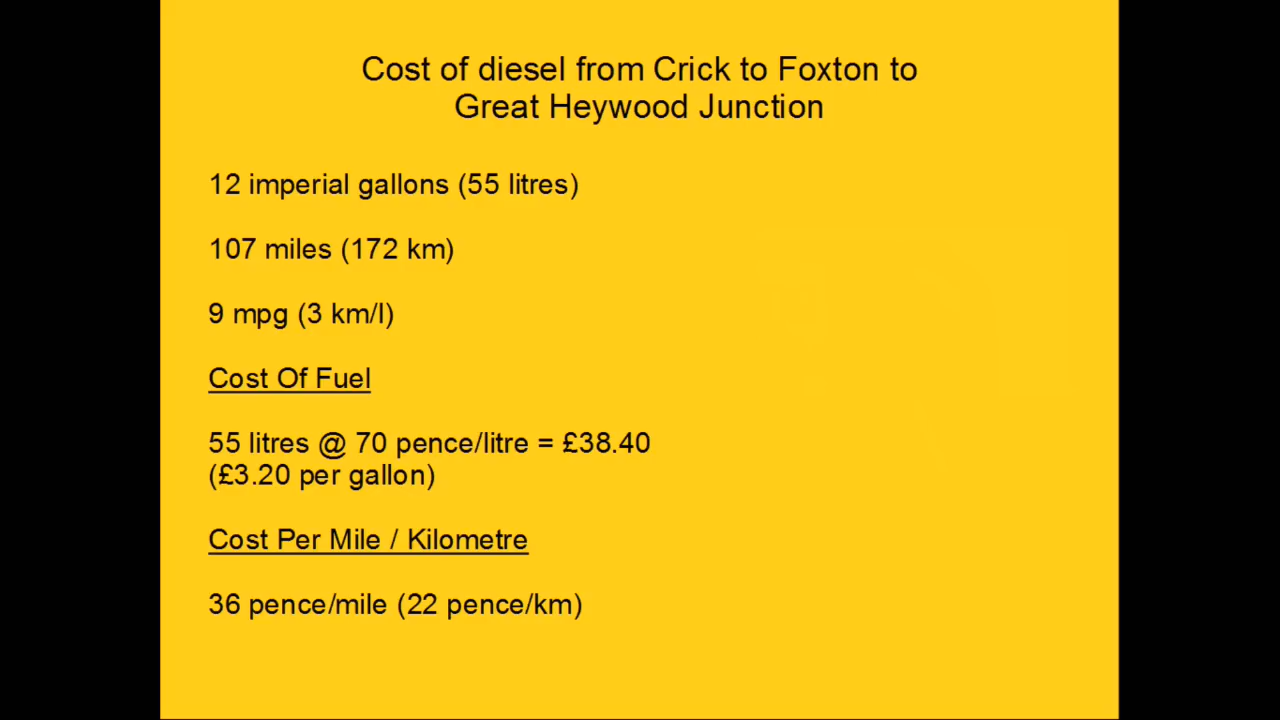 Cost of diesel from Crick to Foxton to
Great Heywood Junction
12 imperial gallons (55 litres)
107 miles (172 km)
9 mpg (3 km/l)
Cost Of Fuel
55 litres @ 70 pence/litre = £38.40
(£3.20 per gallon)
Cost Per Mile / Kilometre
36 pence/mile (22 pence/km)